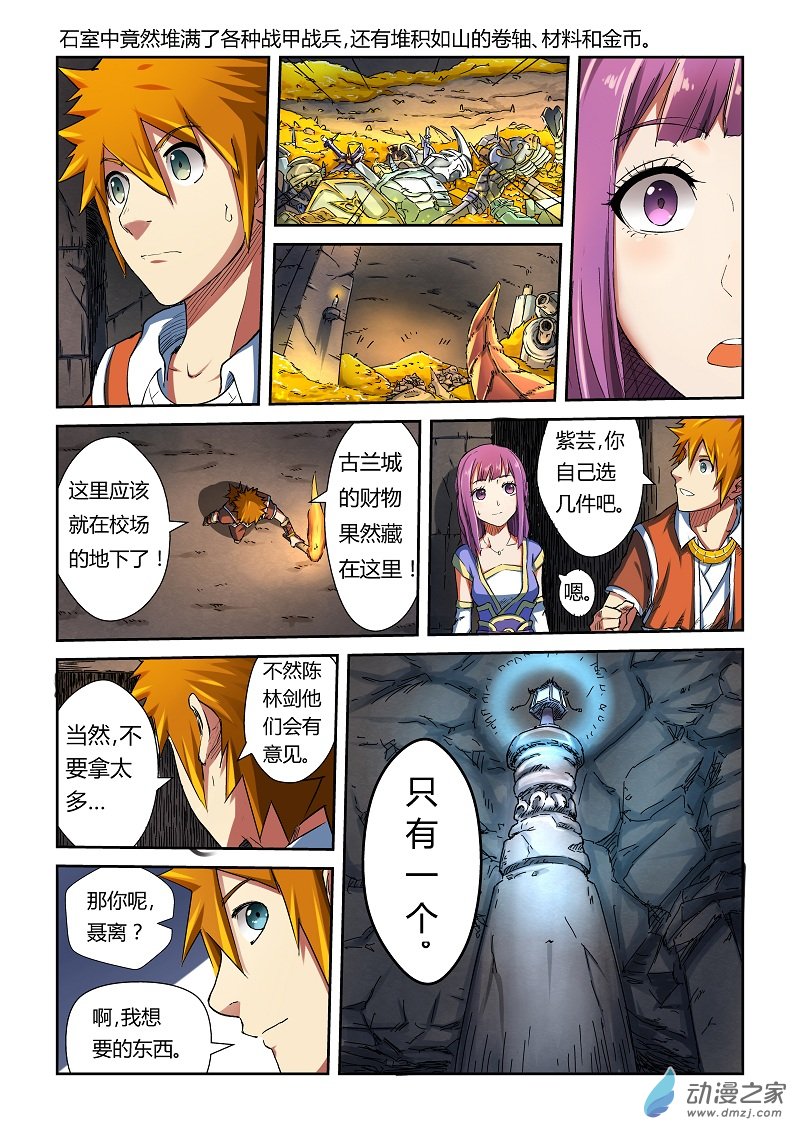 石室中竟然堆满了各种战甲战兵,还有堆积如山的卷轴、材料和金币。
这里应该
就在校场
的地下了！
古兰城
的财物
果然藏
在这里！
紫芸,你
自己选
几件吧。
嗯。
当然,不
要拿太
多…
不然陈
林剑他
们会有
意见。
那你呢,
聂离？
啊,我想
要的东西。
只有一个。
动漫之家
www.dmzj.com